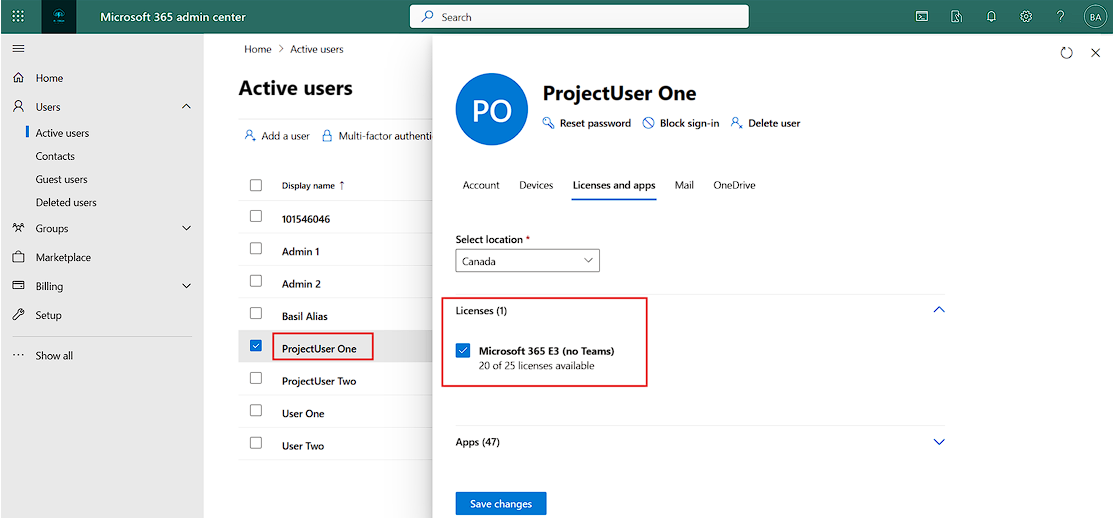 Microsoft 365 admin center
Search
BA
Home
Users
Active users
Contacts
Guest users
Deleted users
Groups
Marketplace
Billing
Setup
Show all
Home > Active users
Active users
Add a user
Multi-factor authenti
Display name ↑
101546046
Admin 1
Admin 2
Basil Alias
ProjectUser One
ProjectUser Two
User One
User Two
PO
ProjectUser One
Reset password
Block sign-in
Delete user
Account Devices Licenses and apps Mail OneDrive
Select location *
Canada
Licenses (1)
Microsoft 365 E3 (no Teams)
20 of 25 licenses available
Apps (47)
Save changes